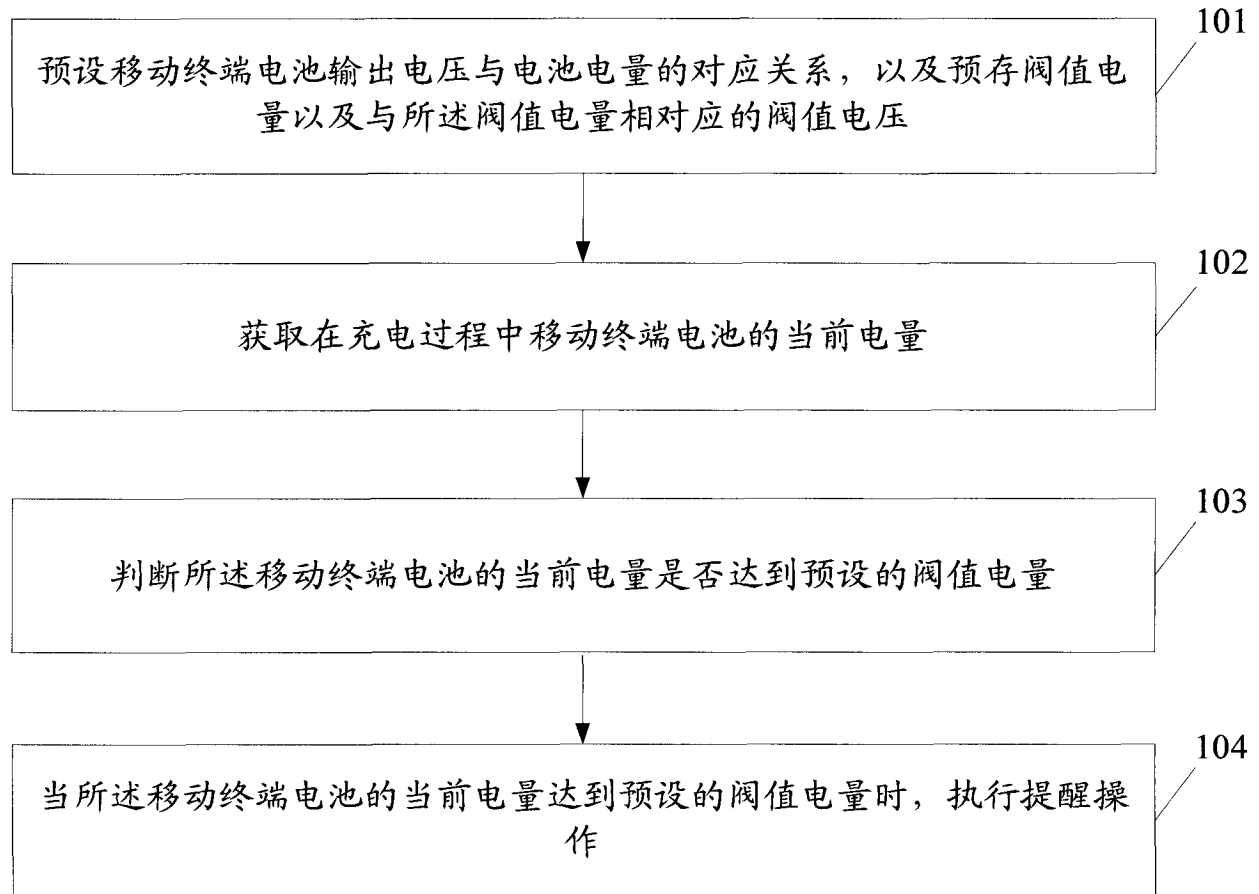 101
预设移动终端电池输出电压与电池电量的对应关系，以及预存阀值电
量以及与所述阀值电量相对应的阀值电压
102
获取在充电过程中移动终端电池的当前电量
103
判断所述移动终端电池的当前电量是否达到预设的阀值电量
104
当所述移动终端电池的当前电量达到预设的阀值电量时，执行提醒操
作